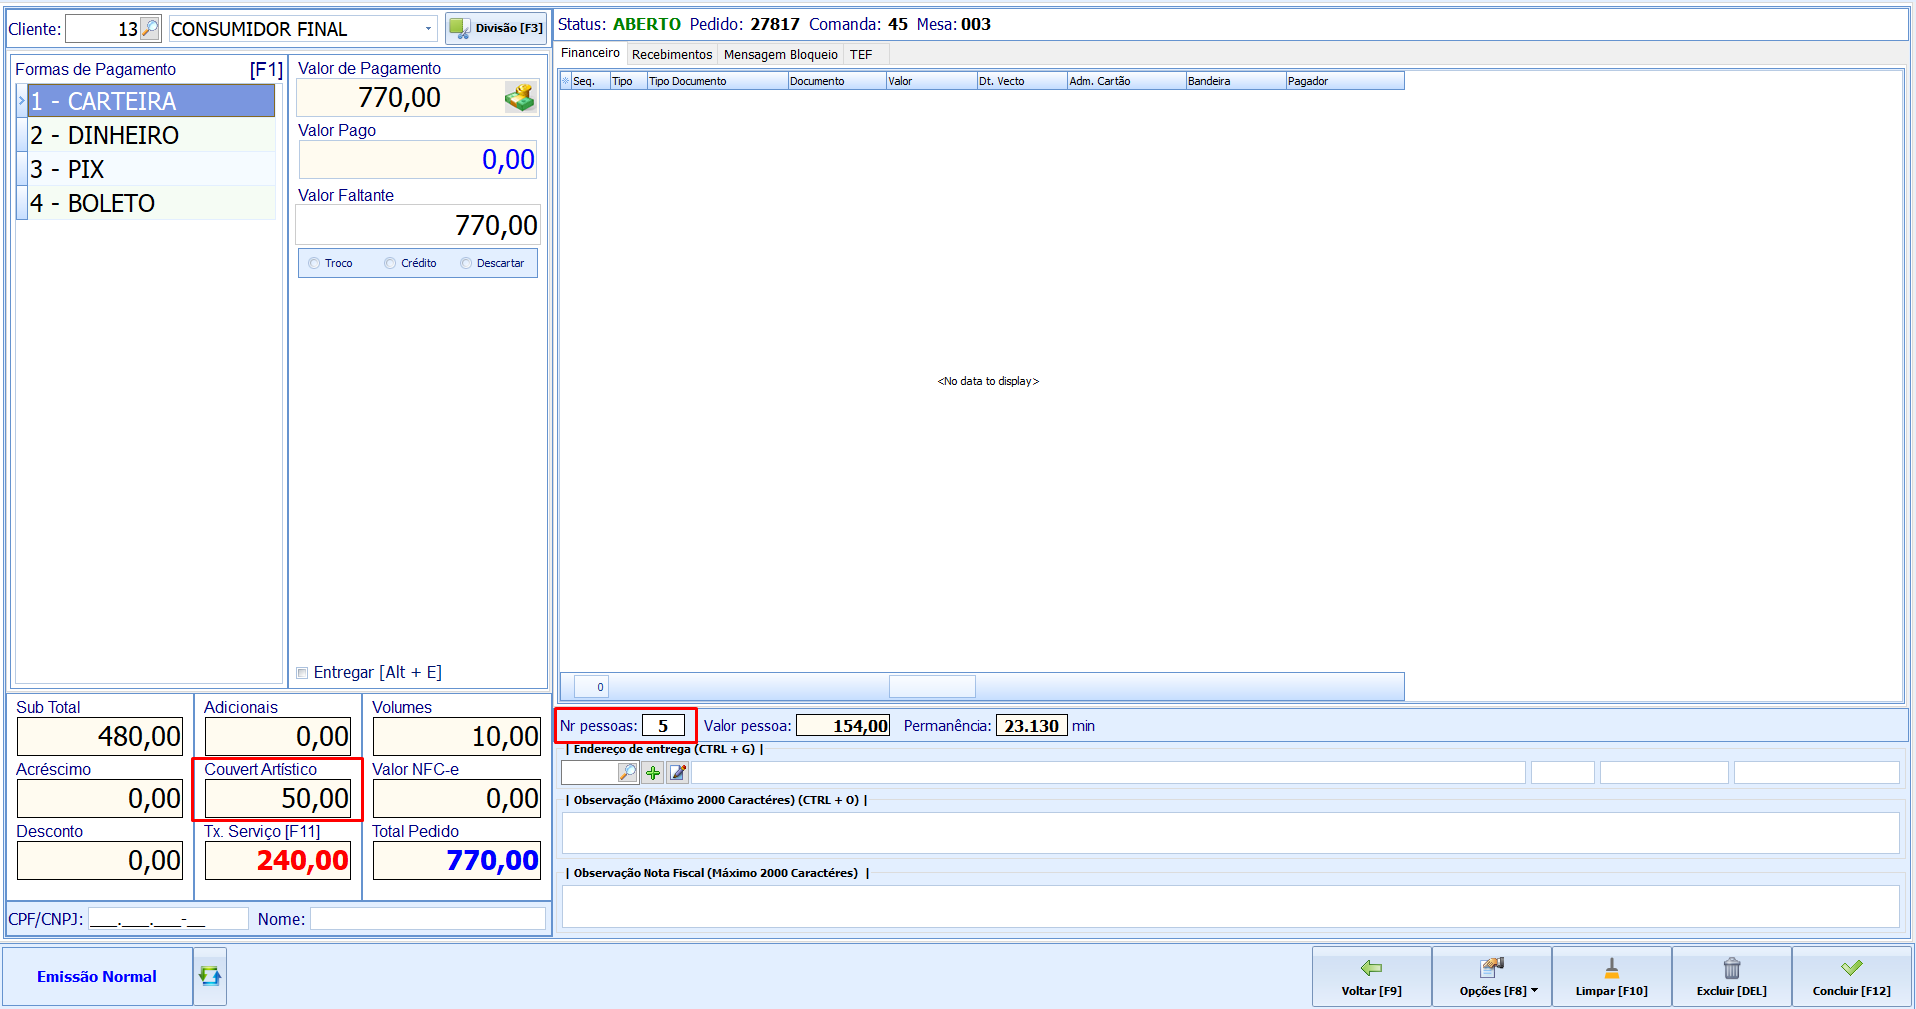 Cliente: 13 CONSUMIDOR FINAL Divisão [F3]
Formas de Pagamento [F1]
1 - CARTEIRA
2 - DINHEIRO
3 - PIX
4 - BOLETO
Valor de Pagamento
770,00
Valor Pago
0,00
Valor Faltante
770,00
Troco Crédito Descartar
Entregar [Alt + E]
Sub Total Adicionais Volumes
480,00 0,00 10,00
Acréscimo Couvert Artístico Valor NFC-e
0,00 50,00 0,00
Desconto Tx. Serviço [F11] Total Pedido
0,00 240,00 770,00
CPF/CNPJ: ___.___.___-__ Nome:
Status: ABERTO Pedido: 27817 Comanda: 45 Mesa: 003
Financeiro Recebimentos Mensagem Bloqueio TEF
Seq. Tipo Tipo Documento Documento Valor Dt. Vecto Adm. Cartão Bandeira Pagador
<No data to display>
0
Nr pessoas: 5 Valor pessoa: 154,00 Permanência: 23.130 min
| Endereço de entrega (CTRL + G) |
| Observação (Máximo 2000 Caractéres) (CTRL + O) |
| Observação Nota Fiscal (Máximo 2000 Caractéres) |
Emissão Normal
Voltar [F9] Opções [F8] Limpar [F10] Excluir [DEL] Concluir [F12]